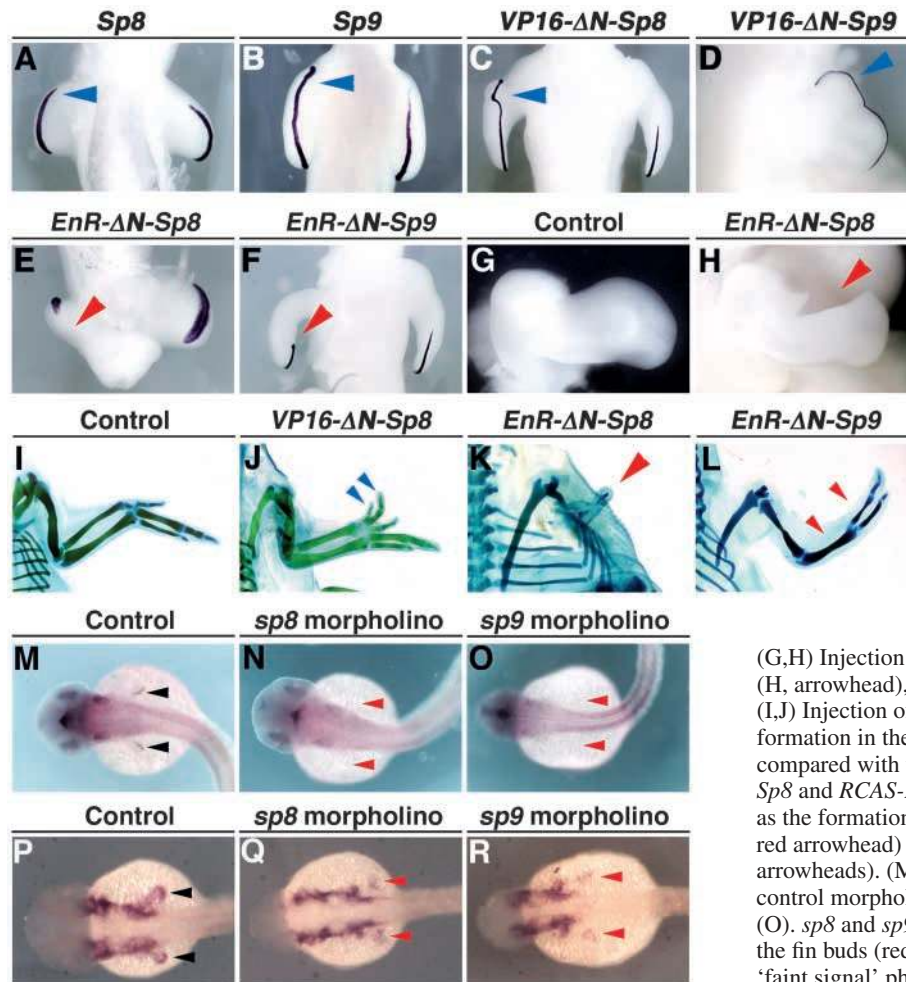 Sp8 Sp9 VP16-ΔN-Sp8 VP16-ΔN-Sp9
A B C D
EnR-ΔN-Sp8 EnR-ΔN-Sp9 Control EnR-ΔN-Sp8
E F G H
Control VP16-ΔN-Sp8 EnR-ΔN-Sp8 EnR-ΔN-Sp9
I J K L
Control sp8 morpholino sp9 morpholino
M N O
Control sp8 morpholino sp9 morpholino
P Q R
(G,H) Injection
(H, arrowhead),
(I,J) Injection of
formation in the
compared with
Sp8 and RCAS-
as the formation
red arrowhead)
arrowheads). (M
control morphol
(O). sp8 and sp9
the fin buds (red
'faint signal' ph